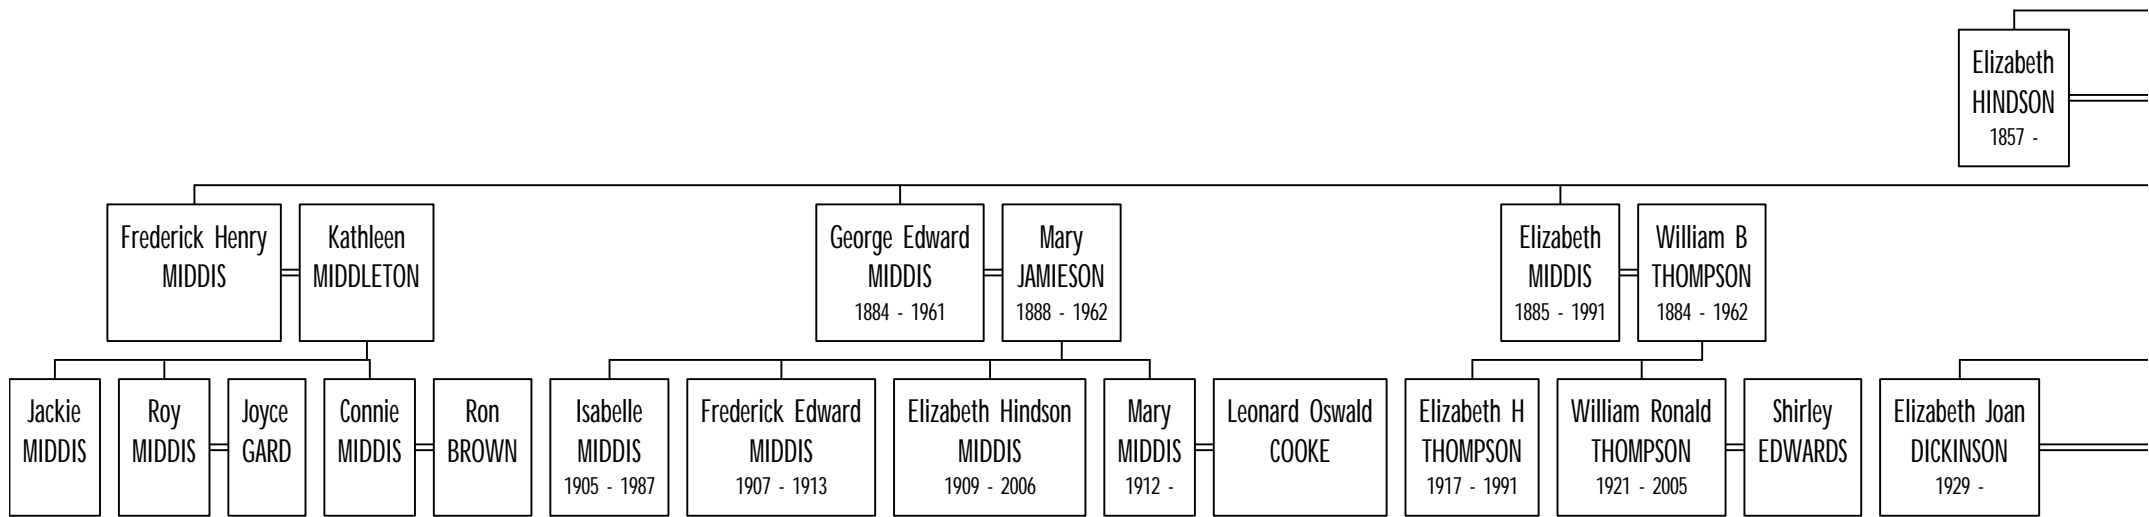 Elizabeth
HINDSON
1857 -
Frederick Henry
MIDDIS
Kathleen
MIDDLETON
George Edward
MIDDIS
1884 - 1961
Mary
JAMIESON
1888 - 1962
Elizabeth
MIDDIS
1885 - 1991
William B
THOMPSON
1884 - 1962
Jackie
MIDDIS
Roy
MIDDIS
Joyce
GARD
Connie
MIDDIS
Ron
BROWN
Isabelle
MIDDIS
1905 - 1987
Frederick Edward
MIDDIS
1907 - 1913
Elizabeth Hindson
MIDDIS
1909 - 2006
Mary
MIDDIS
1912 -
Leonard Oswald
COOKE
Elizabeth H
THOMPSON
1917 - 1991
William Ronald
THOMPSON
1921 - 2005
Shirley
EDWARDS
Elizabeth Joan
DICKINSON
1929 -